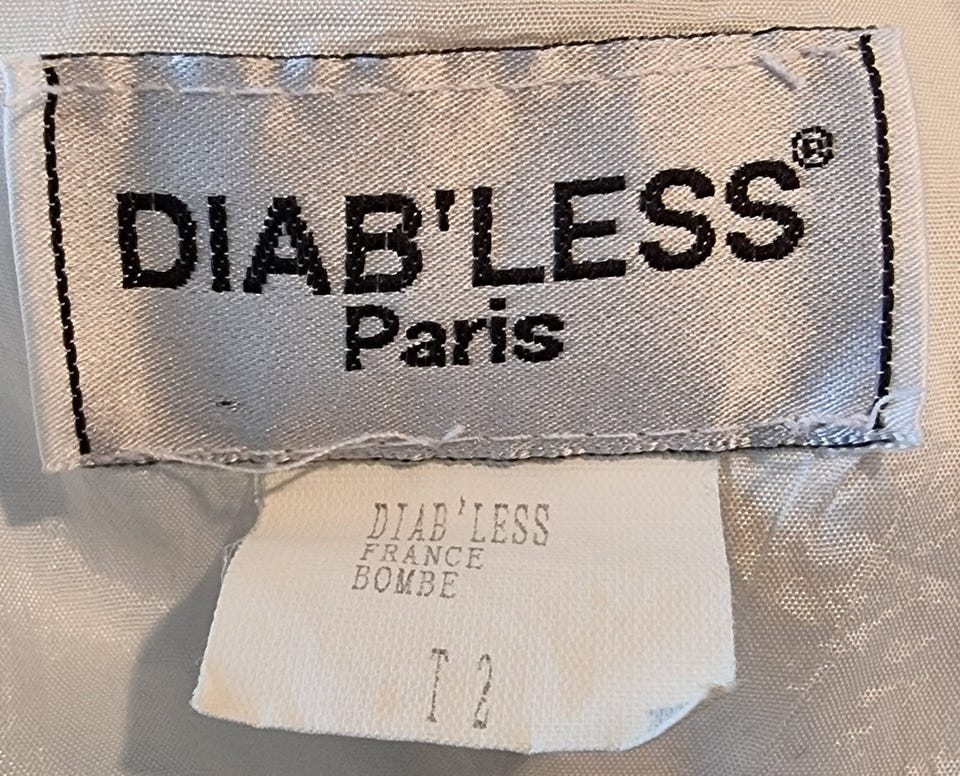 DIAB'LESS®
Paris
DIAB'LESS
FRANCE
BOMBE
T 2